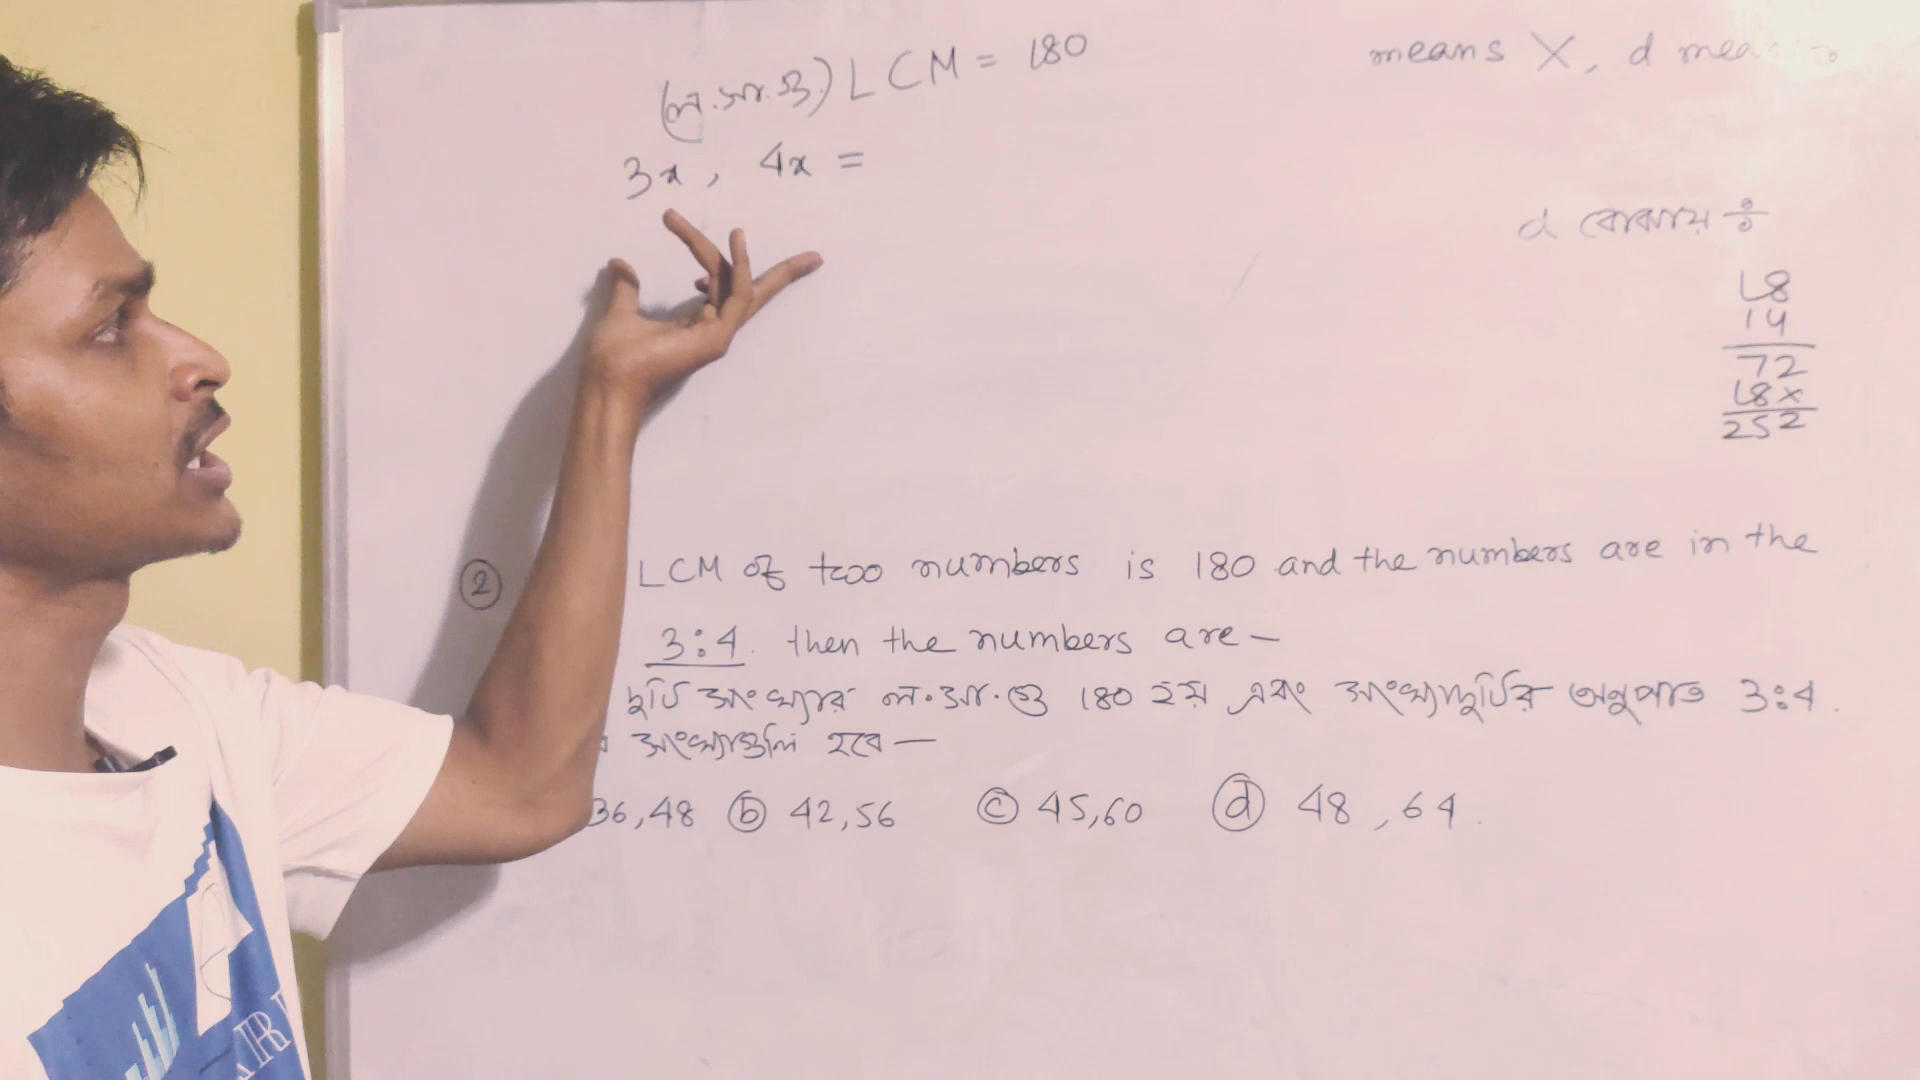 (ল.সা.গু.) LCM = 180
means X, d mea
3x, 4x =
d বোঝায় ÷
18
14
72
18x
252
② LCM of two numbers is 180 and the numbers are in the
3:4. then the numbers are —
দুটি সংখ্যার ল.সা.গু 180 হয় এবং সংখ্যাদুটির অনুপাত 3:4.
সংখ্যাগুলি হবে —
36,48 ⓑ 42,56 ⓒ 45,60 ⓓ 48, 64.